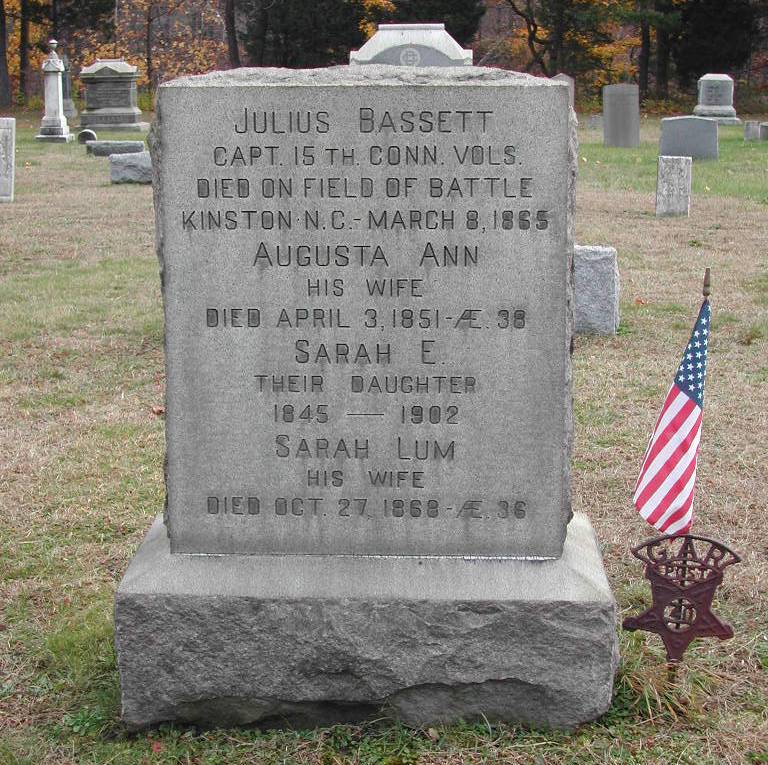 JULIUS BASSETT
CAPT. 15 TH. CONN. VOLS.
DIED ON FIELD OF BATTLE
KINSTON·N.C.-MARCH 8, 1865
AUGUSTA ANN
HIS WIFE
DIED APRIL 3, 1851-Æ. 38
SARAH E.
THEIR DAUGHTER
1845 — 1902
SARAH LUM
HIS WIFE
DIED OCT. 27, 1868-Æ. 36
GAR
POST